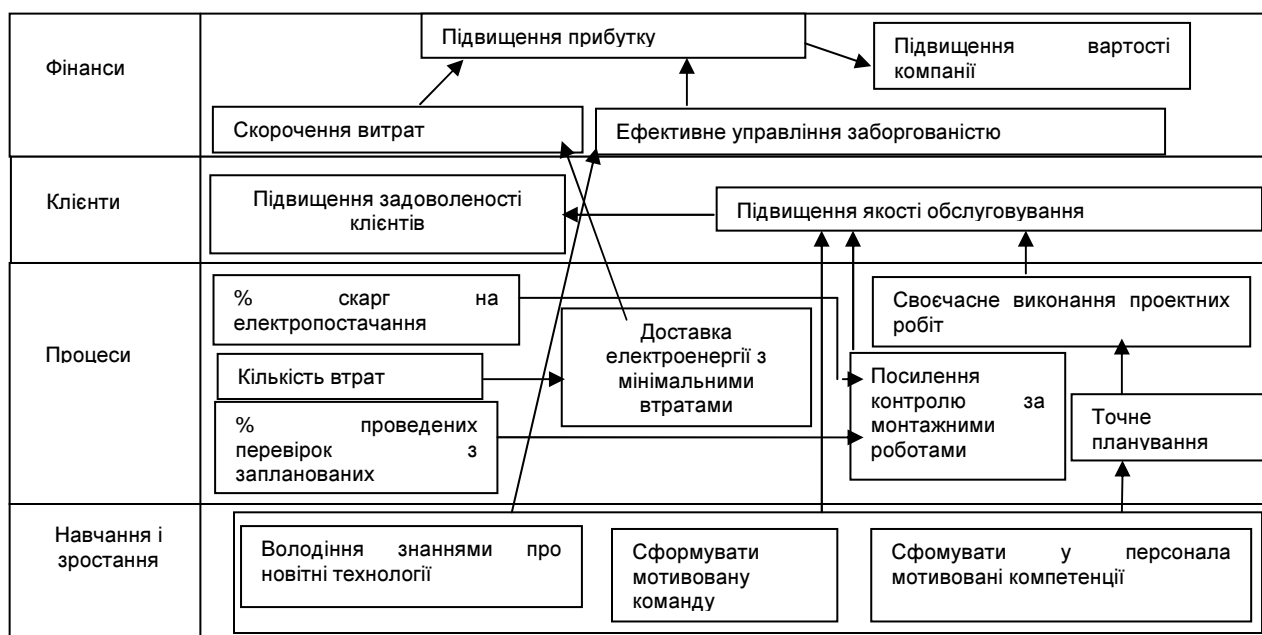 Фінанси
Підвищення прибутку
Підвищення вартості
компанії
Скорочення витрат
Ефективне управління заборгованістю
Клієнти
Підвищення задоволеності
клієнтів
Підвищення якості обслуговування
Процеси
% скарг на
електропостачання
Своєчасне виконання проектних
робіт
Доставка
електроенергії з
мінімальними
втратами
Кількість втрат
Посилення
контролю за
монтажними
роботами
% проведених
перевірок з
запланованих
Точне
планування
Навчання і
зростання
Володіння знаннями про
новітні технології
Сформувати
мотивовану
команду
Сфомувати у персонала
мотивовані компетенції